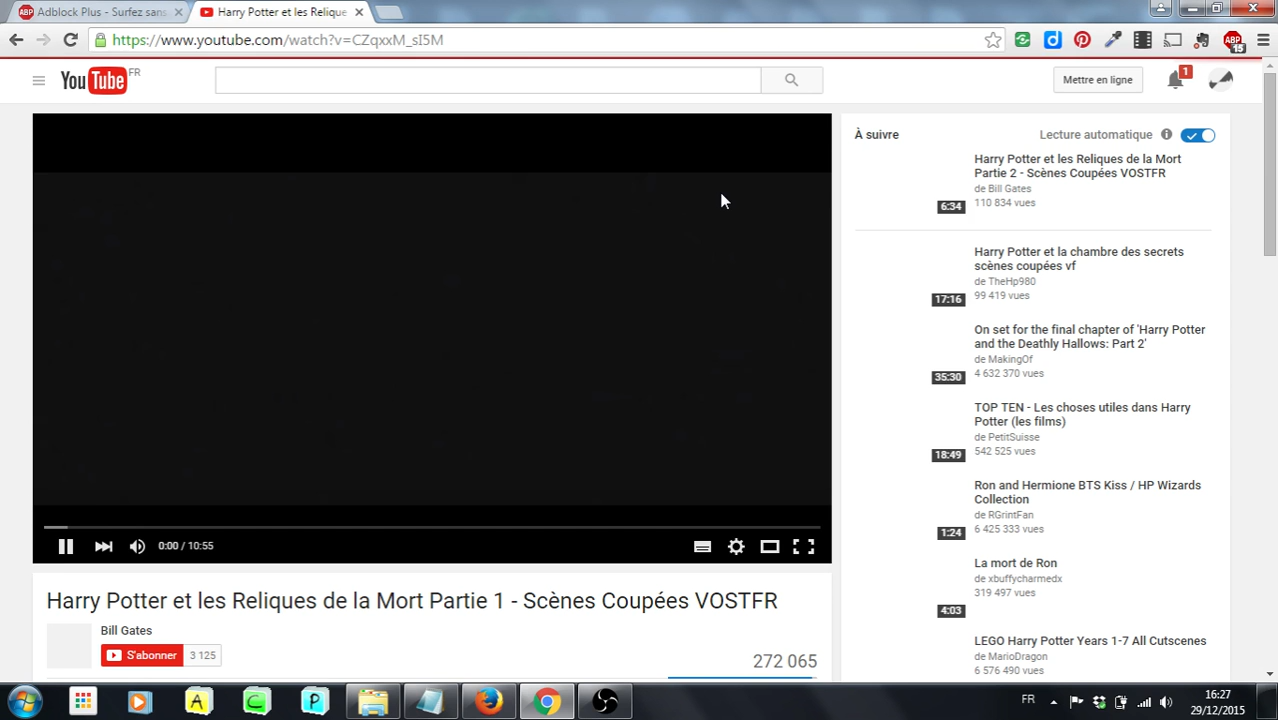 Adblock Plus - Surfez sans
Harry Potter et les Relique
https://www.youtube.com/watch?v=CZqxxM_sI5M
ABP
15
YouTube FR
Mettre en ligne
1
À suivre
Lecture automatique
Harry Potter et les Reliques de la Mort
Partie 2 - Scènes Coupées VOSTFR
de Bill Gates
110 834 vues
6:34
Harry Potter et la chambre des secrets
scènes coupées vf
de TheHp980
99 419 vues
17:16
On set for the final chapter of 'Harry Potter
and the Deathly Hallows: Part 2'
de MakingOf
4 632 370 vues
35:30
TOP TEN - Les choses utiles dans Harry
Potter (les films)
de PetitSuisse
542 525 vues
18:49
Ron and Hermione BTS Kiss / HP Wizards
Collection
de RGrintFan
6 425 333 vues
1:24
La mort de Ron
de xbuffycharmedx
319 497 vues
4:03
LEGO Harry Potter Years 1-7 All Cutscenes
de MarioDragon
6 576 490 vues
0:00 / 10:55
Harry Potter et les Reliques de la Mort Partie 1 - Scènes Coupées VOSTFR
Bill Gates
S'abonner 3 125
272 065
A
C
P
FR
16:27
29/12/2015